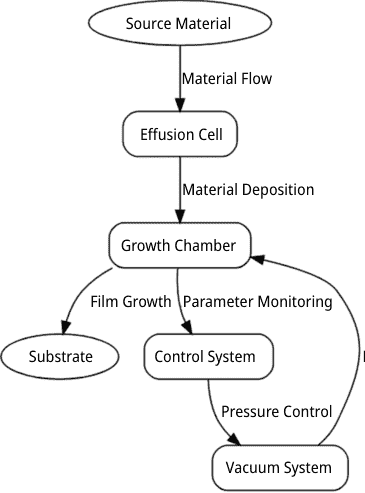 Source Material
Material Flow
Effusion Cell
Material Deposition
Growth Chamber
Film Growth
Parameter Monitoring
Substrate
Control System
Pressure Control
Vacuum System